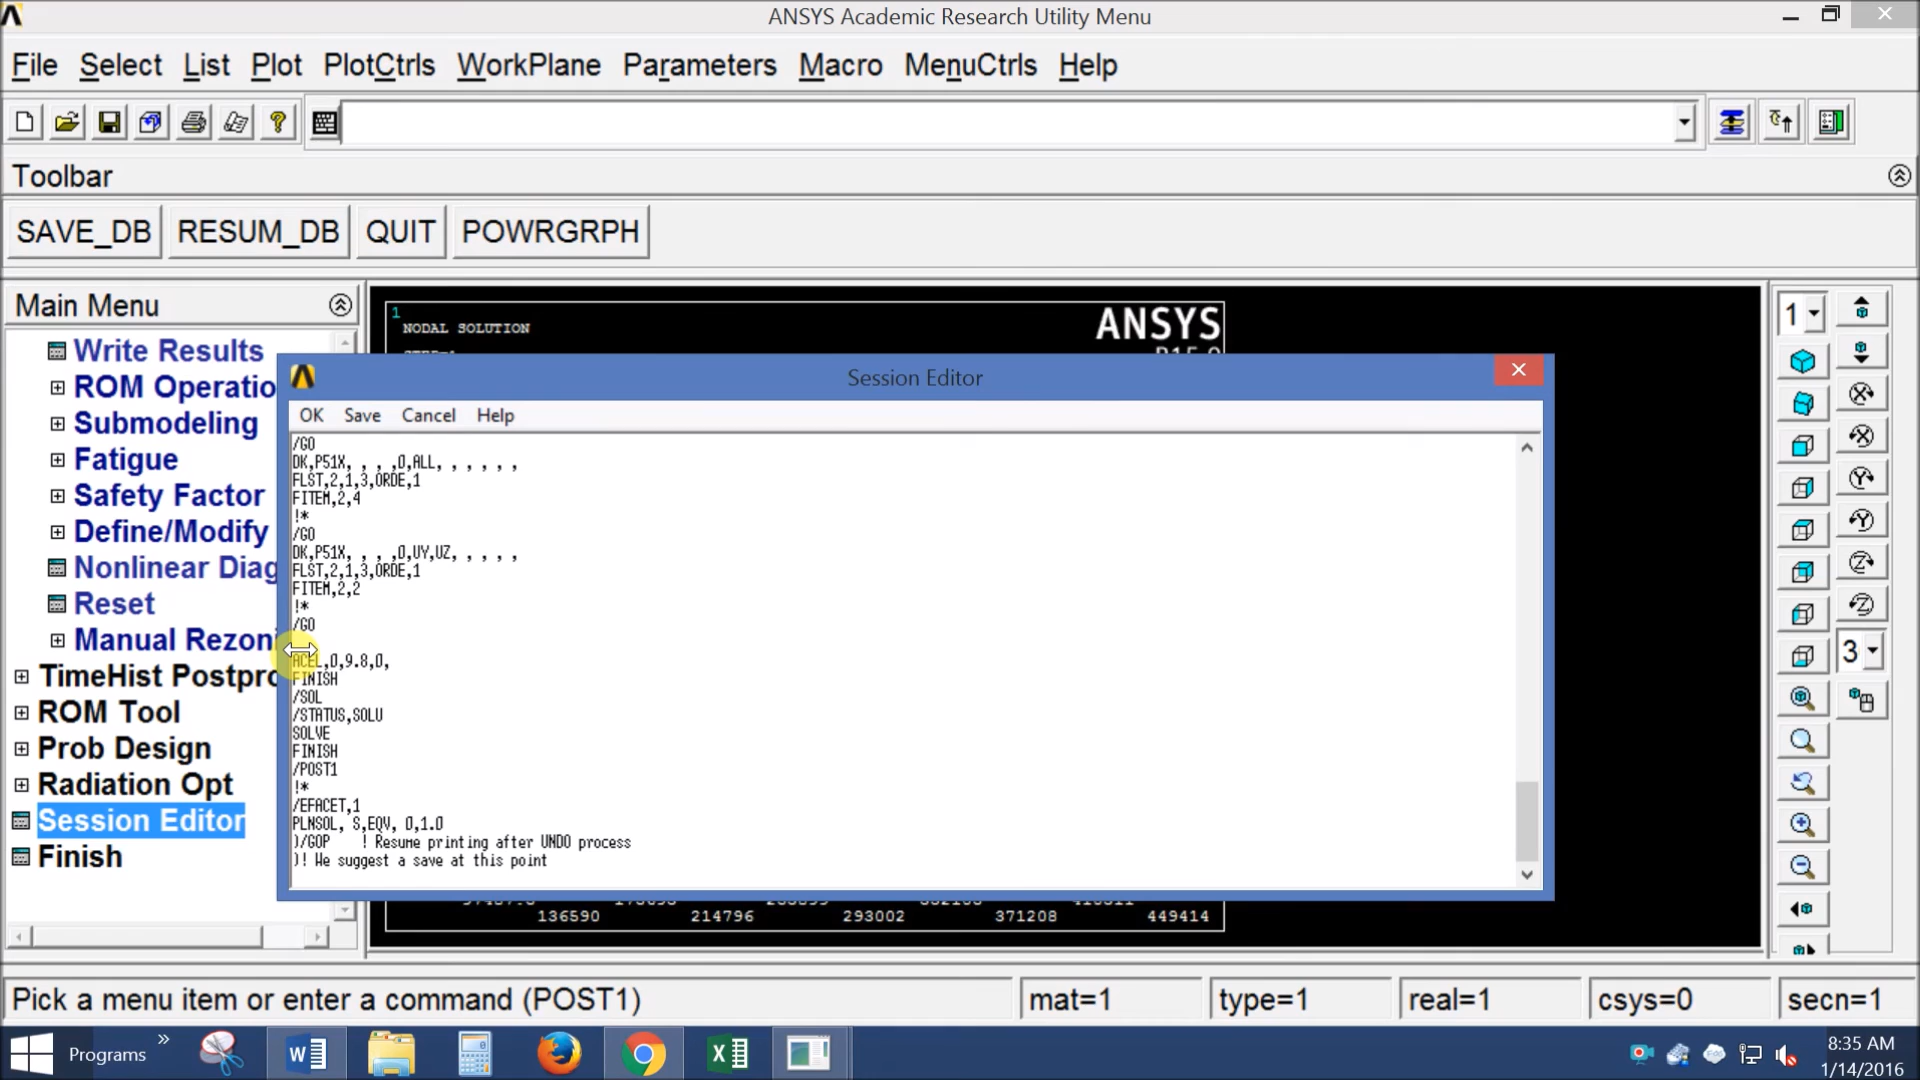 ANSYS Academic Research Utility Menu
File Select List Plot PlotCtrls WorkPlane Parameters Macro MenuCtrls Help
Toolbar
SAVE_DB RESUM_DB QUIT POWRGRPH
Main Menu
Write Results
ROM Operatio
Submodeling
Fatigue
Safety Factor
Define/Modify
Nonlinear Diag
Reset
Manual Rezoni
TimeHist Postpro
ROM Tool
Prob Design
Radiation Opt
Session Editor
Finish
1
NODAL SOLUTION
ANSYS
Session Editor
OK Save Cancel Help
/GO
DK,P51X, , , ,0,ALL, , , , , ,
FLST,2,1,3,ORDE,1
FITEM,2,4
!*
/GO
DK,P51X, , , ,0,UY,UZ, , , , ,
FLST,2,1,3,ORDE,1
FITEM,2,2
!*
/GO
ACEL,0,9.8,0,
FINISH
/SOL
/STATUS,SOLU
SOLVE
FINISH
/POST1
!*
/EFACET,1
PLNSOL, S,EQV, 0,1.0
)/GOP ! Resume printing after UNDO process
)! We suggest a save at this point
136590 214796 293002 371208 449414
1
3
Pick a menu item or enter a command (POST1)
mat=1 type=1 real=1 csys=0 secn=1
Programs
8:35 AM
1/14/2016